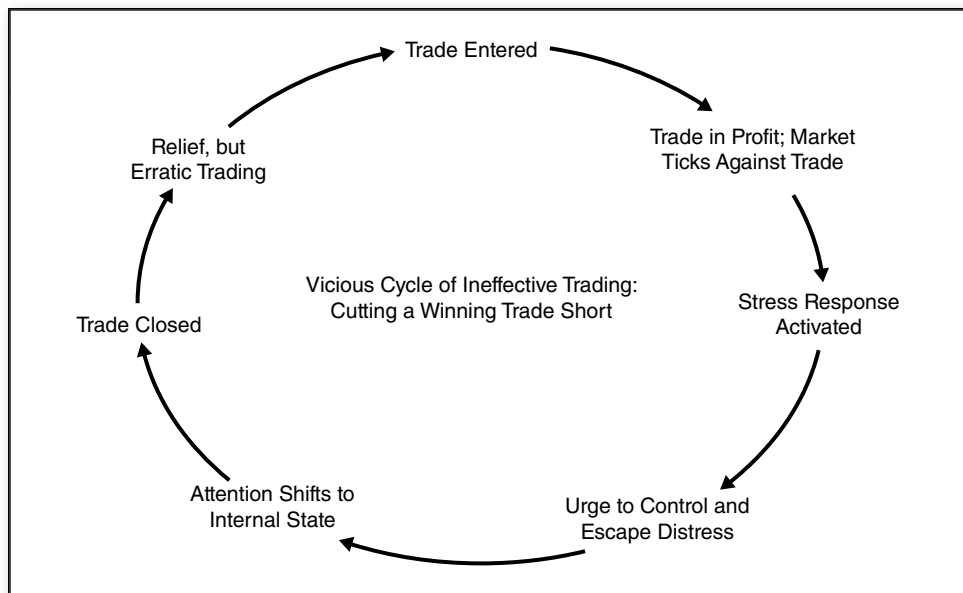 Trade Entered
Trade in Profit; Market
Ticks Against Trade
Stress Response
Activated
Urge to Control and
Escape Distress
Attention Shifts to
Internal State
Trade Closed
Relief, but
Erratic Trading
Vicious Cycle of Ineffective Trading:
Cutting a Winning Trade Short